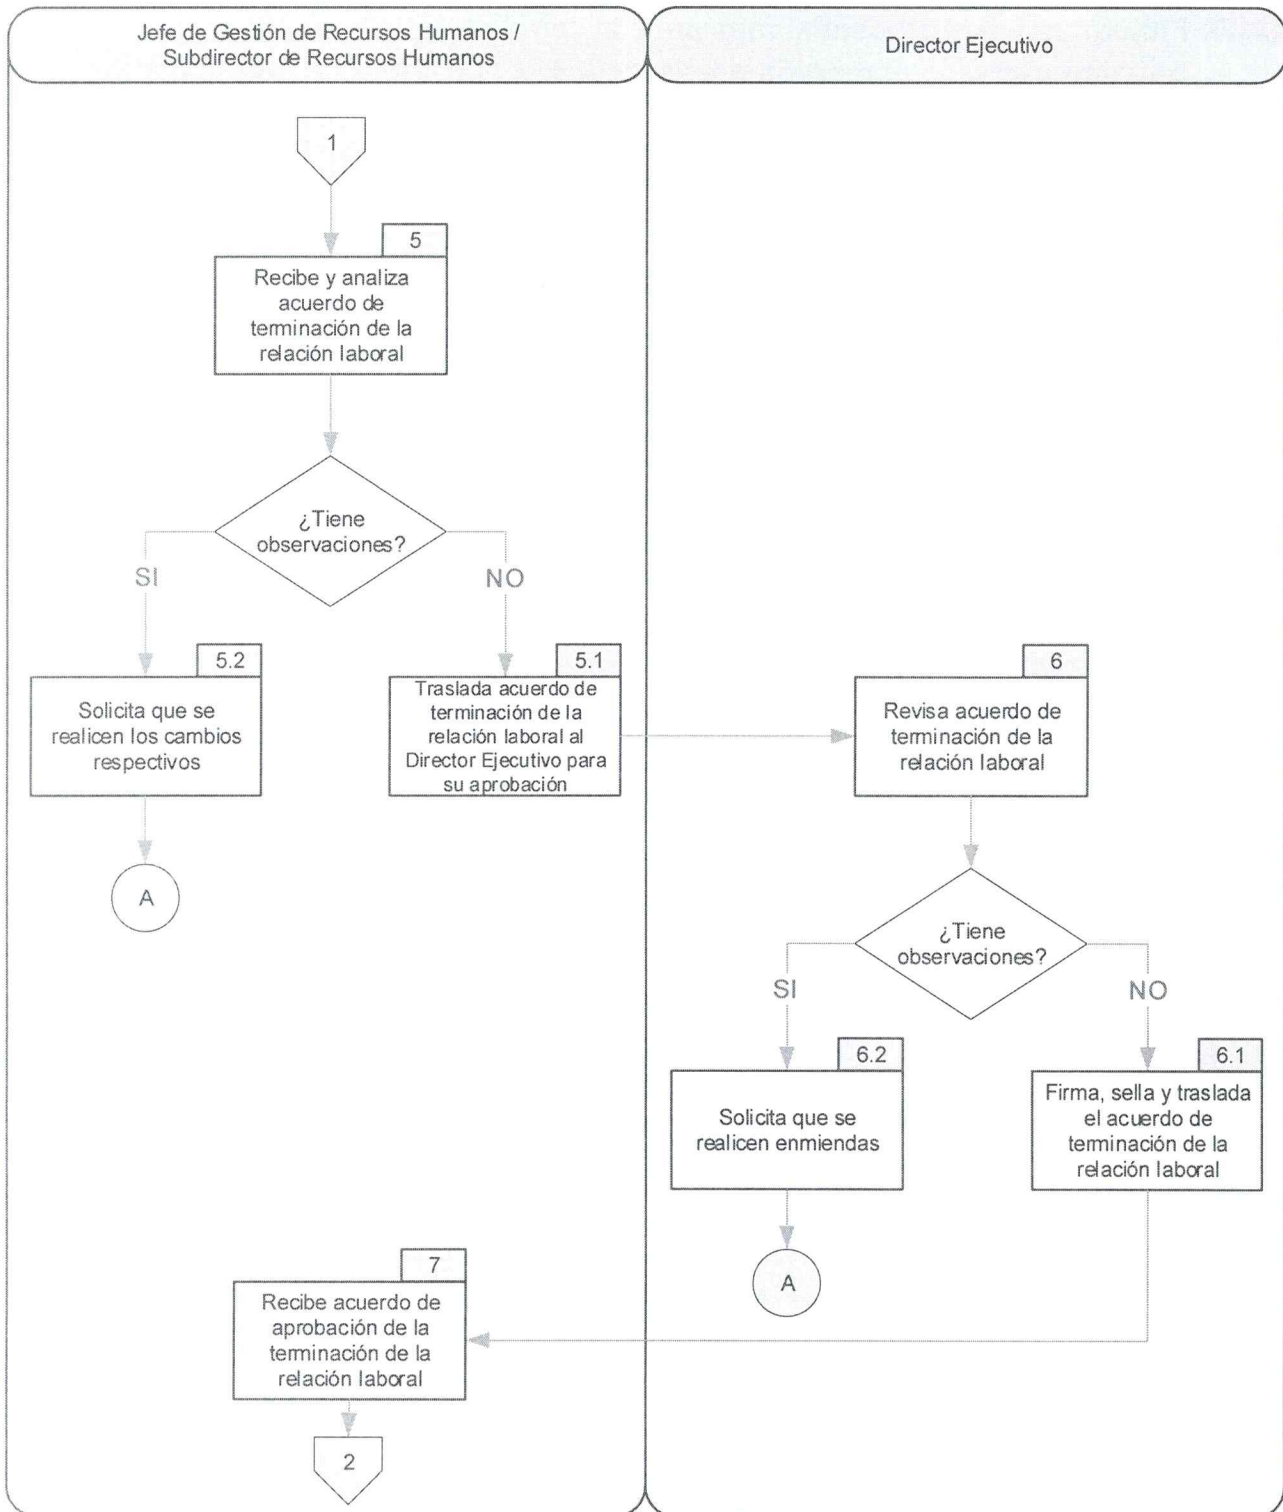 Jefe de Gestión de Recursos Humanos /
Subdirector de Recursos Humanos
Director Ejecutivo
1
5
Recibe y analiza
acuerdo de
terminación de la
relación laboral
¿Tiene
observaciones?
SI
NO
5.2
Solicita que se
realicen los cambios
respectivos
A
5.1
Traslada acuerdo de
terminación de la
relación laboral al
Director Ejecutivo para
su aprobación
6
Revisa acuerdo de
terminación de la
relación laboral
¿Tiene
observaciones?
SI
NO
6.2
Solicita que se
realicen enmiendas
A
6.1
Firma, sella y traslada
el acuerdo de
terminación de la
relación laboral
7
Recibe acuerdo de
aprobación de la
terminación de la
relación laboral
2